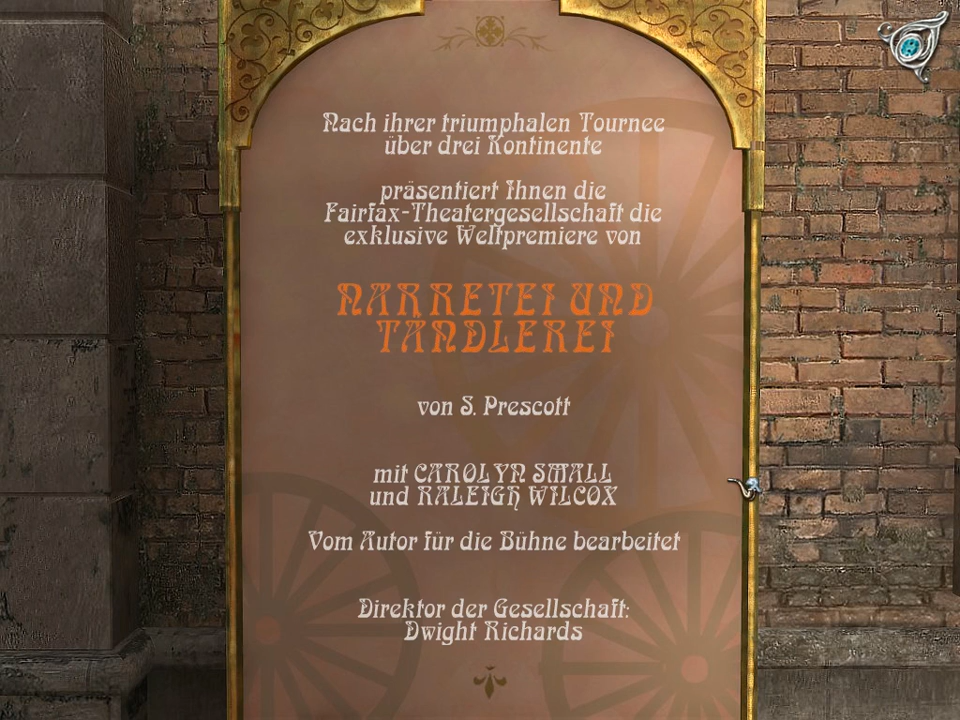 Nach ihrer triumphalen Tournee
über drei Kontinente
präsentiert Ihnen die
Fairfax-Theatergesellschaft die
exklusive Weltpremiere von
NARRETEI UND
TANDLEREI
von S. Prescott
mit CAROLYN SMALL
und RALEIGH WILCOX
Vom Autor für die Bühne bearbeitet
Direktor der Gesellschaft:
Dwight Richards